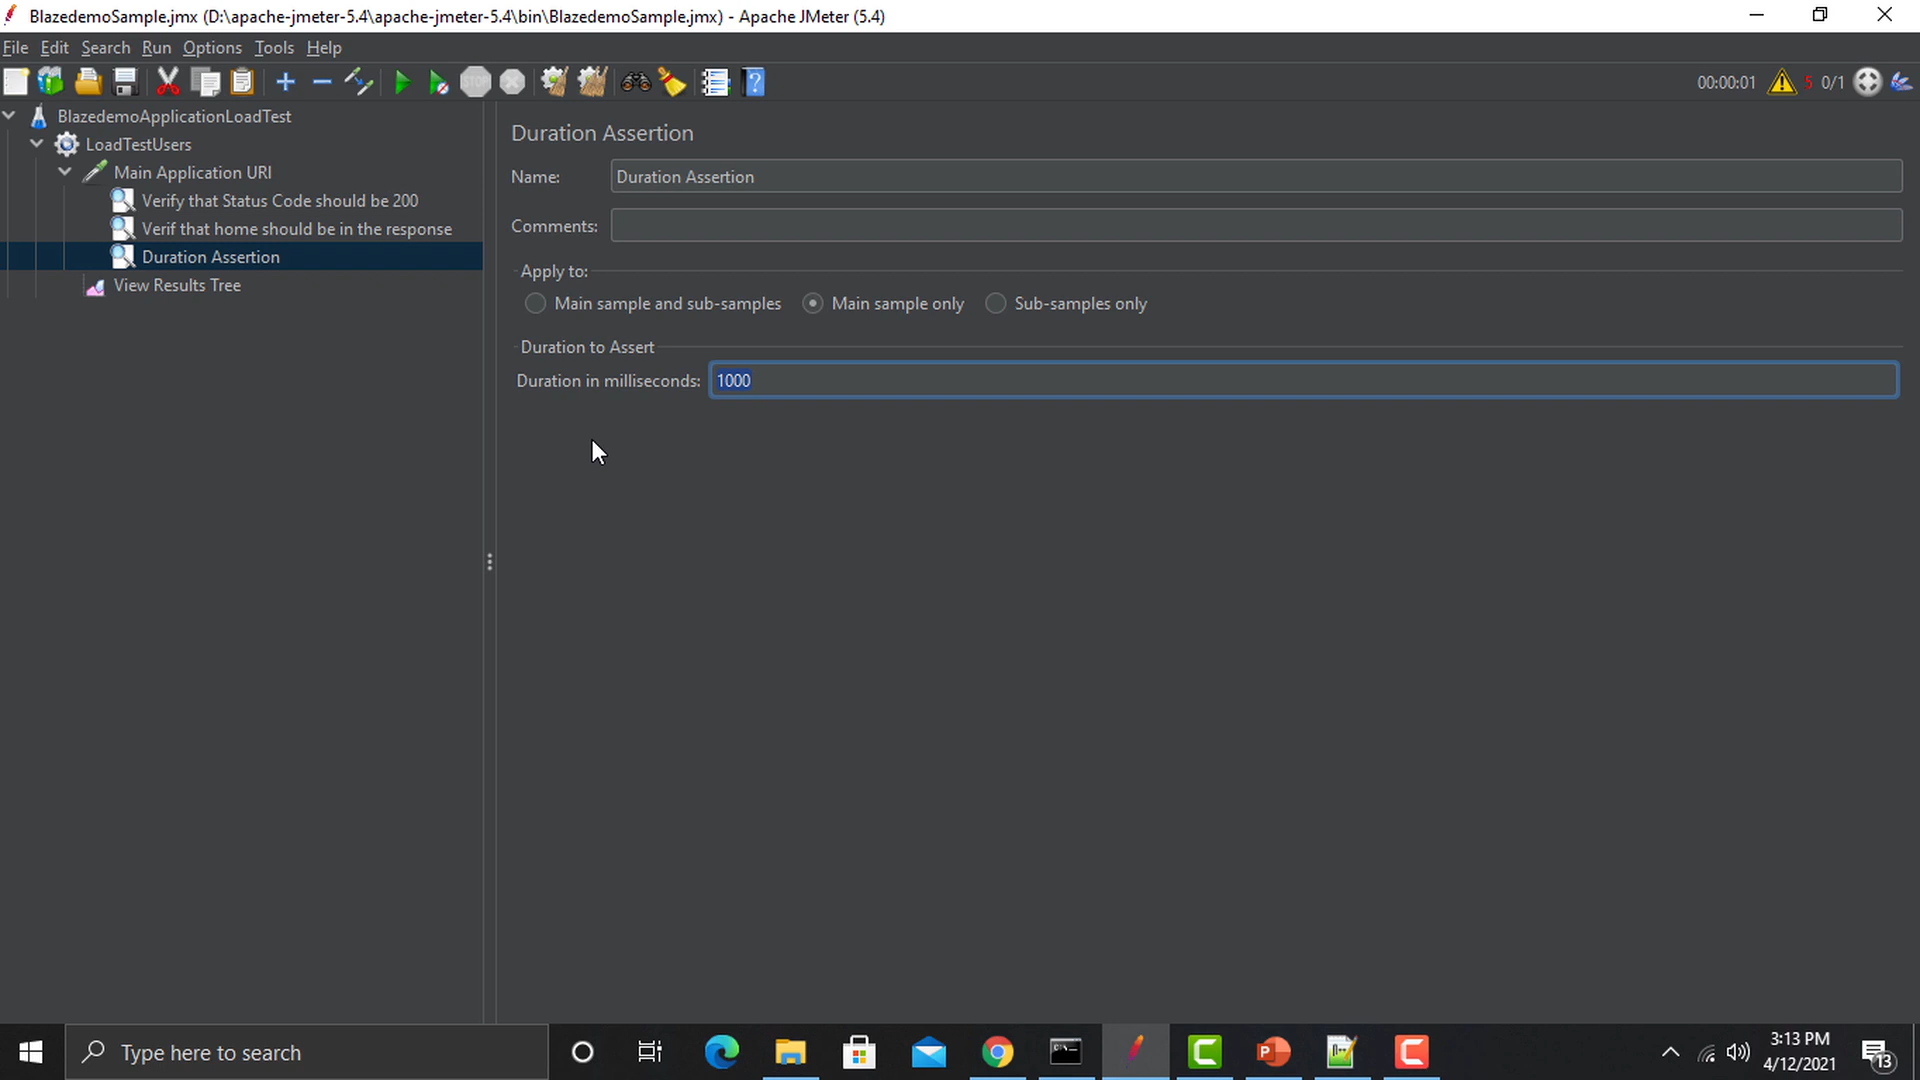 BlazedemoSample.jmx (D:\apache-jmeter-5.4\apache-jmeter-5.4\bin\BlazedemoSample.jmx) - Apache JMeter (5.4)
File Edit Search Run Options Tools Help
STOP
?
00:00:01 5 0/1
BlazedemoApplicationLoadTest
LoadTestUsers
Main Application URI
Verify that Status Code should be 200
Verif that home should be in the response
Duration Assertion
View Results Tree
Duration Assertion
Name: Duration Assertion
Comments:
Apply to:
Main sample and sub-samples Main sample only Sub-samples only
Duration to Assert
Duration in milliseconds: 1000
Type here to search
3:13 PM
4/12/2021
13